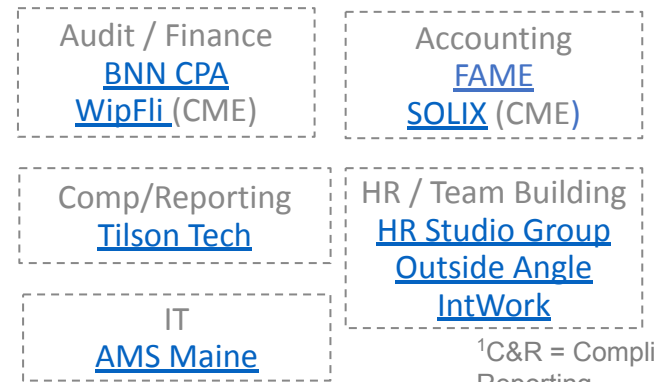 Audit / Finance
BNN CPA
WipFli (CME)
Accounting
FAME
SOLIX (CME)
Comp/Reporting
Tilson Tech
HR / Team Building
HR Studio Group
Outside Angle
IntWork
IT
AMS Maine
¹C&R = Compli